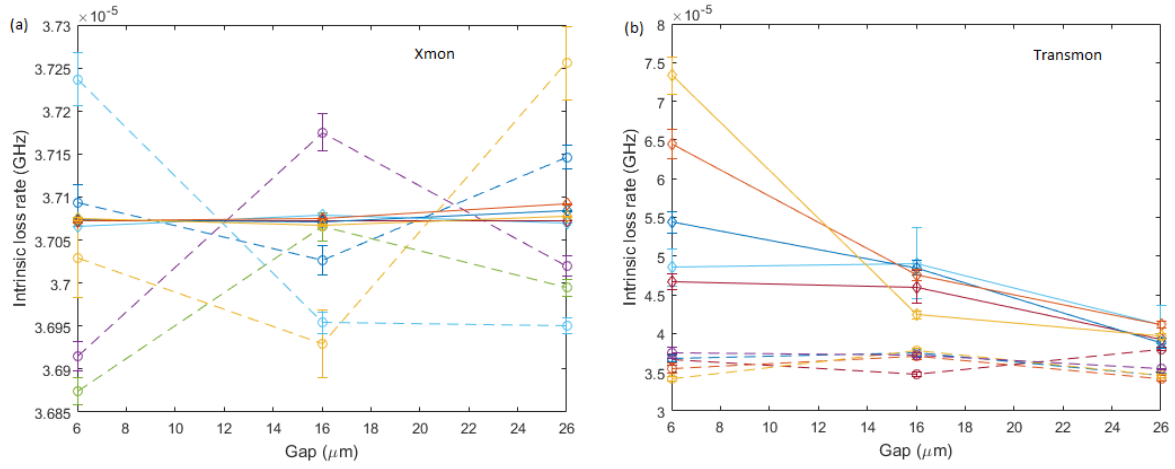 (a)
×10⁻⁵
Xmon
3.73
3.725
3.72
3.715
3.71
3.705
3.7
3.695
3.69
3.685
Intrinsic loss rate (GHz)
6 8 10 12 14 16 18 20 22 24 26
Gap (μm)
(b)
×10⁻⁵
Transmon
8
7.5
7
6.5
6
5.5
5
4.5
4
3.5
3
Intrinsic loss rate (GHz)
6 8 10 12 14 16 18 20 22 24 26
Gap (μm)